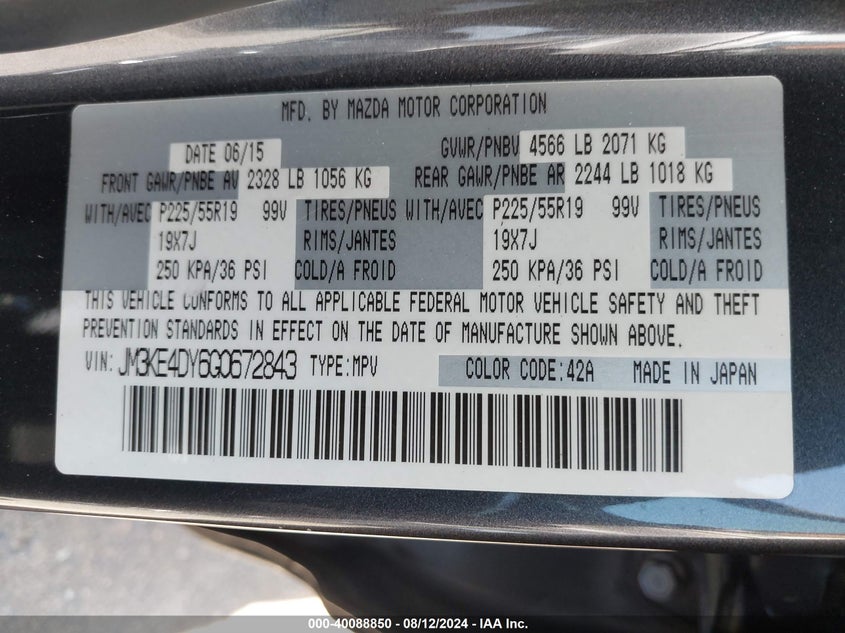 MFD. BY MAZDA MOTOR CORPORATION
DATE 06/15 GVWR/PNBV 4566 LB 2071 KG
FRONT GAWR/PNBE AV 2328 LB 1056 KG REAR GAWR/PNBE AR 2244 LB 1018 KG
WITH/AVEC P225/55R19 99V TIRES/PNEUS WITH/AVEC P225/55R19 99V TIRES/PNEUS
19X7J RIMS/JANTES 19X7J RIMS/JANTES
250 KPA/36 PSI COLD/A FROID 250 KPA/36 PSI COLD/A FROID
THIS VEHICLE CONFORMS TO ALL APPLICABLE FEDERAL MOTOR VEHICLE SAFETY AND THEFT
PREVENTION STANDARDS IN EFFECT ON THE DATE OF MANUFACTURE SHOWN ABOVE.
VIN: JM3KE4DY6G0672843 TYPE:MPV COLOR CODE:42A MADE IN JAPAN
000-40088850 - 08/12/2024 - IAA Inc.